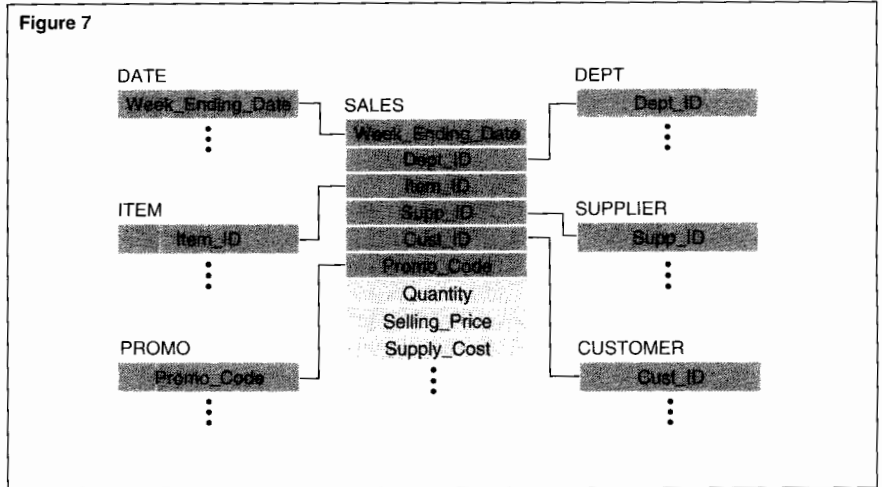 Figure 7
DATE
Week_Ending_Date
ITEM
Item_ID
PROMO
Promo_Code
SALES
Week_Ending_Date
Dept_ID
Item_ID
Supp_ID
Cust_ID
Promo_Code
Quantity
Selling_Price
Supply_Cost
DEPT
Dept_ID
SUPPLIER
Supp_ID
CUSTOMER
Cust_ID